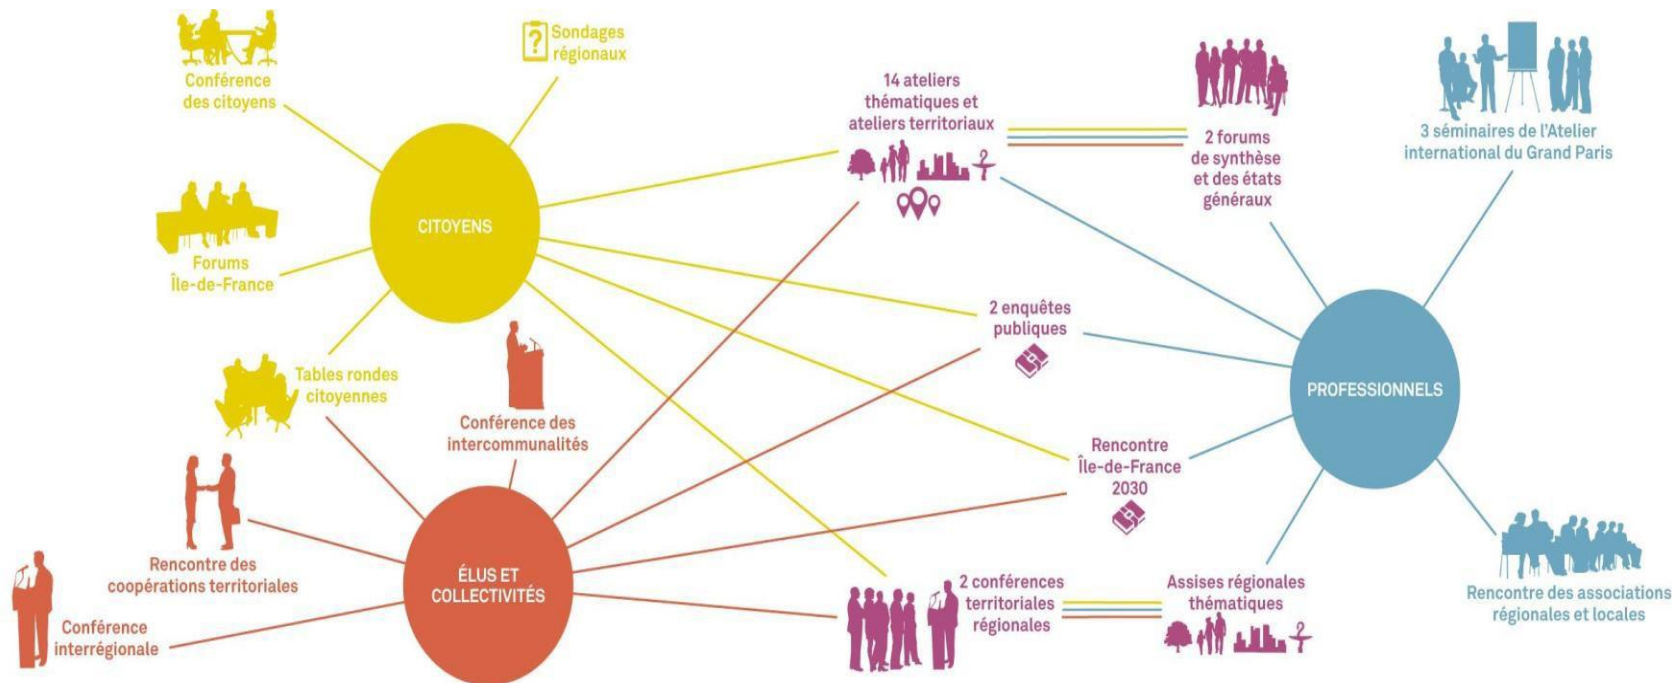 Conférence
des citoyens
?
Sondages
régionaux
14 ateliers
thématiques et
ateliers territoriaux
2 forums
de synthèse
et des états
généraux
3 séminaires de l'Atelier
international du Grand Paris
CITOYENS
Forums
Île-de-France
2 enquêtes
publiques
Tables rondes
citoyennes
Conférence des
intercommunalités
PROFESSIONNELS
Rencontre
Île-de-France
2030
Rencontre des
coopérations territoriales
ÉLUS ET
COLLECTIVITÉS
2 conférences
territoriales
régionales
Assises régionales
thématiques
Rencontre des associations
régionales et locales
Conférence
interrégionale